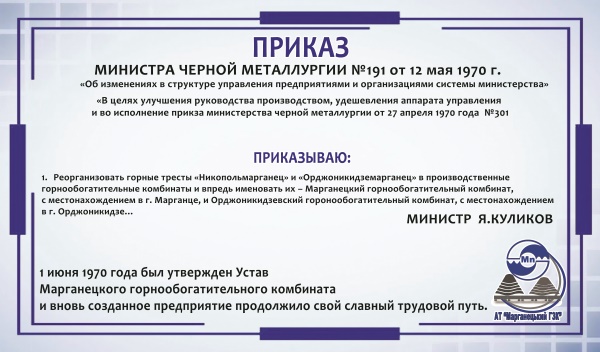 ПРИКАЗ
МИНИСТРА ЧЕРНОЙ МЕТАЛЛУРГИИ №191 от 12 мая 1970 г.
«Об изменениях в структуре управления предприятиями и организациями системы министерства»
«В целях улучшения руководства производством, удешевления аппарата управления
и во исполнение приказа министерства черной металлургии от 27 апреля 1970 года №301
ПРИКАЗЫВАЮ:
1. Реорганизовать горные тресты «Никопольмарганец» и «Орджоникидземарганец» в производственные
горнообогатительные комбинаты и впредь именовать их – Марганецкий горнообогатительный комбинат,
с местонахождением в г. Марганце, и Орджоникидзевский горонообогатительный комбинат, с местонахождением
в г. Орджоникидзе...
МИНИСТР Я.КУЛИКОВ
Mn
1 июня 1970 года был утвержден Устав
Марганецкого горнообогатительного комбината
и вновь созданное предприятие продолжило свой славный трудовой путь.
АТ "Марганецький ГЗК"